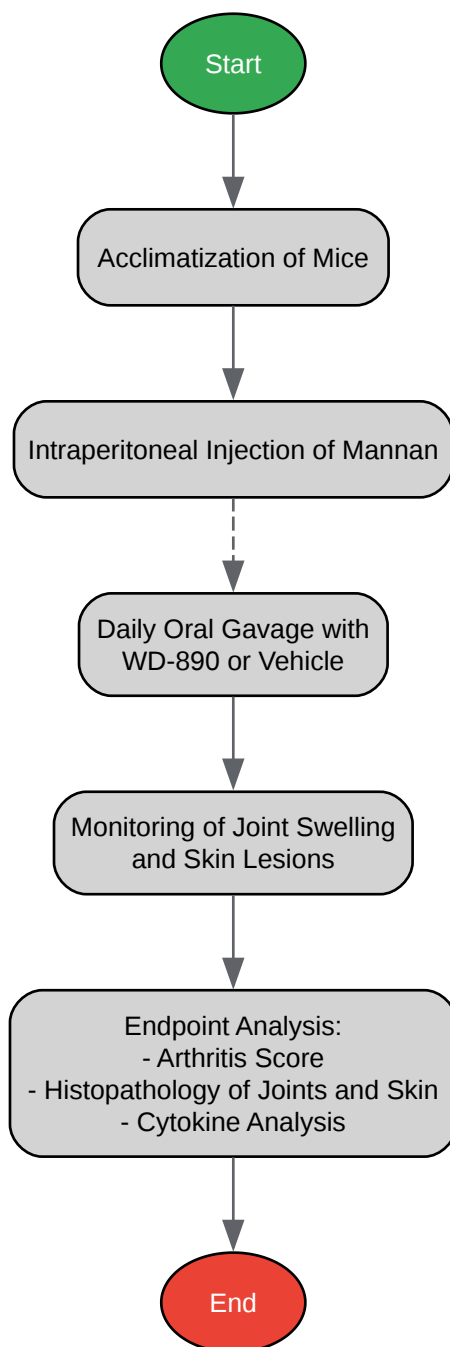 Start
Acclimatization of Mice
Intraperitoneal Injection of Mannan
Daily Oral Gavage with
WD-890 or Vehicle
Monitoring of Joint Swelling
and Skin Lesions
Endpoint Analysis:
- Arthritis Score
- Histopathology of Joints and Skin
- Cytokine Analysis
End